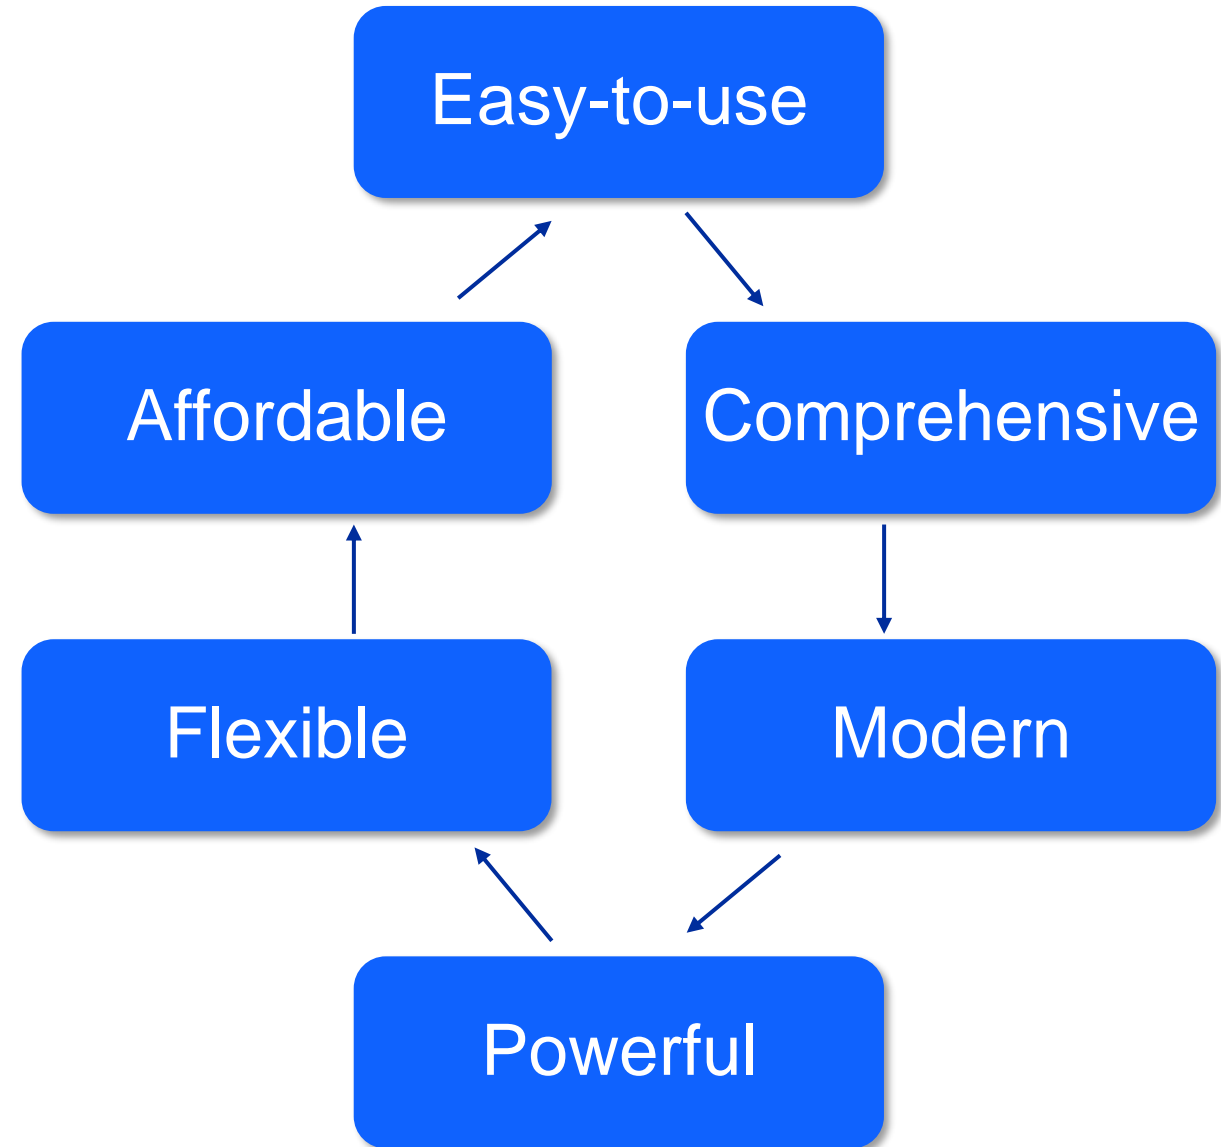 Easy-to-use
Affordable
Comprehensive
Flexible
Modern
Powerful